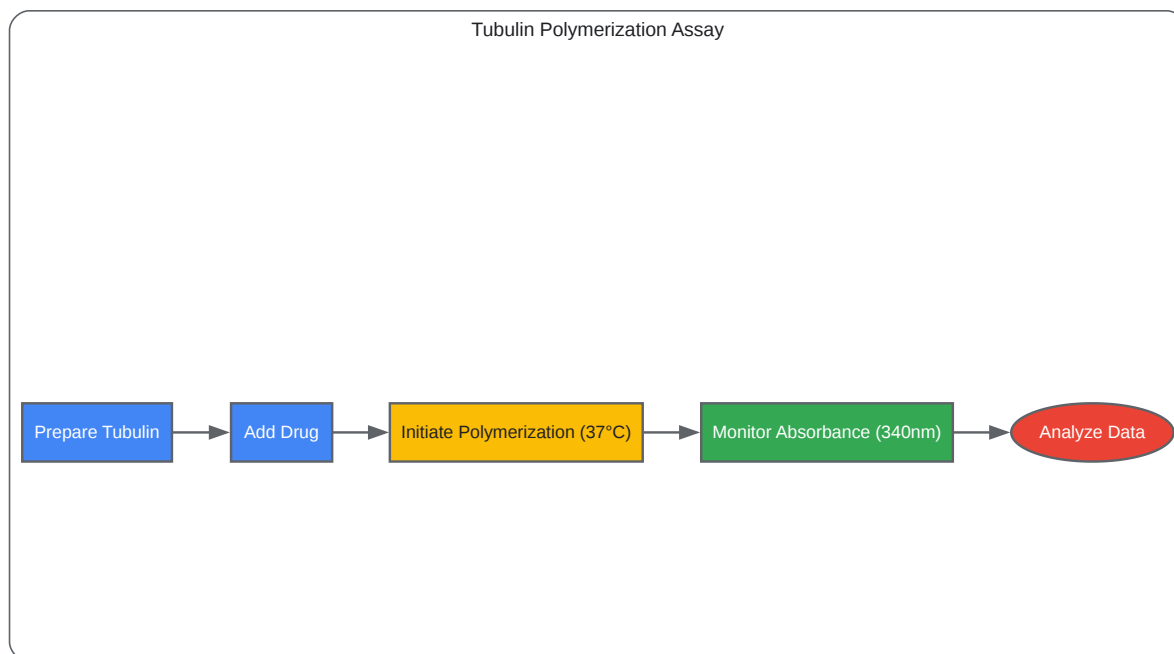 Tubulin Polymerization Assay
Prepare Tubulin
Add Drug
Initiate Polymerization (37°C)
Monitor Absorbance (340nm)
Analyze Data